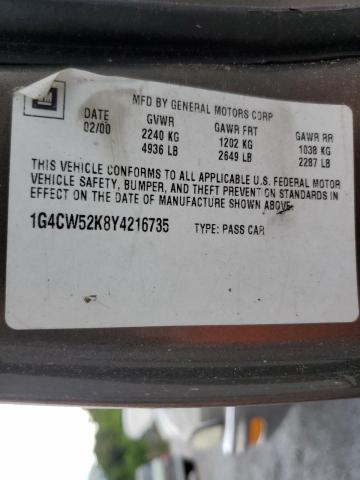 GM
MFD BY GENERAL MOTORS CORP
DATE GVWR GAWR FRT GAWR RR
02/00 2240 KG 1202 KG 1038 KG
4936 LB 2649 LB 2287 LB
THIS VEHICLE CONFORMS TO ALL APPLICABLE U.S. FEDERAL MOTOR
VEHICLE SAFETY, BUMPER, AND THEFT PREVENTION STANDARDS IN
EFFECT ON THE DATE OF MANUFACTURE SHOWN ABOVE.
1G4CW52K8Y4216735 TYPE: PASS CAR